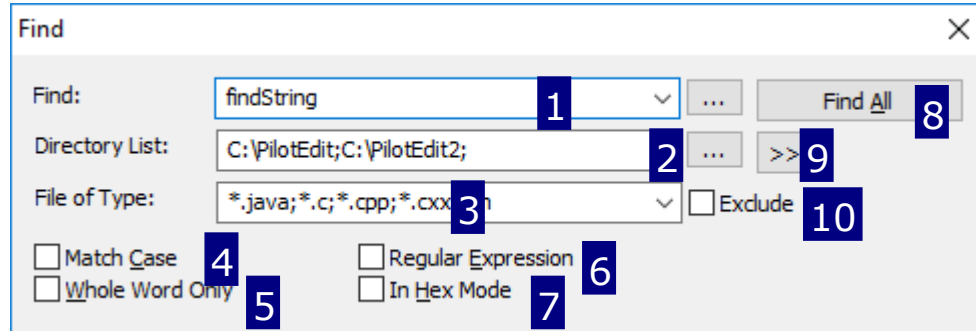 Find
Find: findString 1 ... Find All 8
Directory List: C:\PilotEdit;C:\PilotEdit2; 2 ... >> 9
File of Type: *.java;*.c;*.cpp;*.cxx 3 Exclude 10
Match Case 4 Regular Expression 6
Whole Word Only 5 In Hex Mode 7